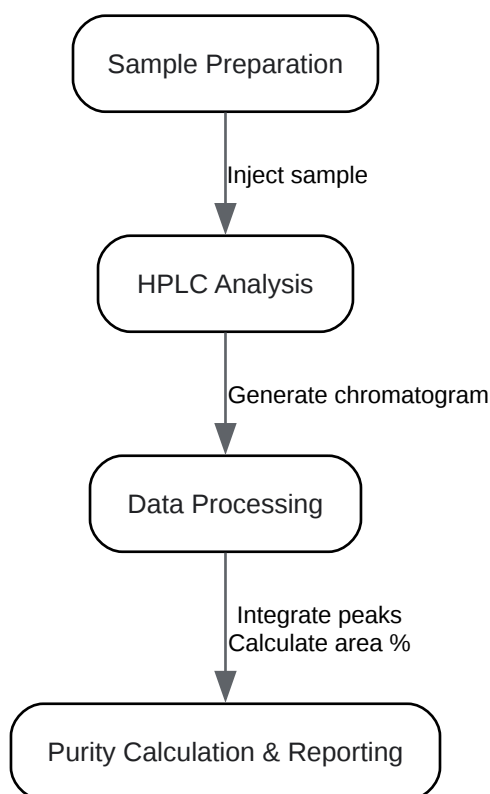 Sample Preparation
Inject sample
HPLC Analysis
Generate chromatogram
Data Processing
Integrate peaks
Calculate area %
Purity Calculation & Reporting